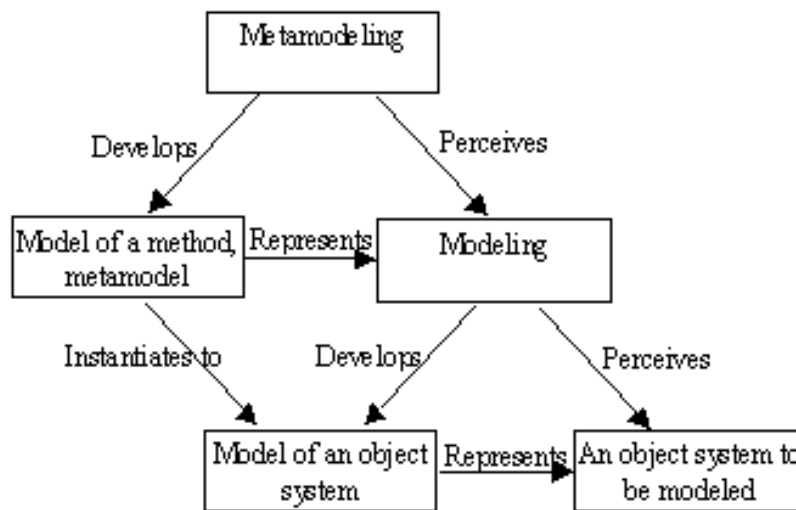 Metamodeling
Develops
Perceives
Model of a method,
metamodel
Represents
Modeling
Instantiates to
Develops
Perceives
Model of an object
system
Represents
An object system to
be modeled